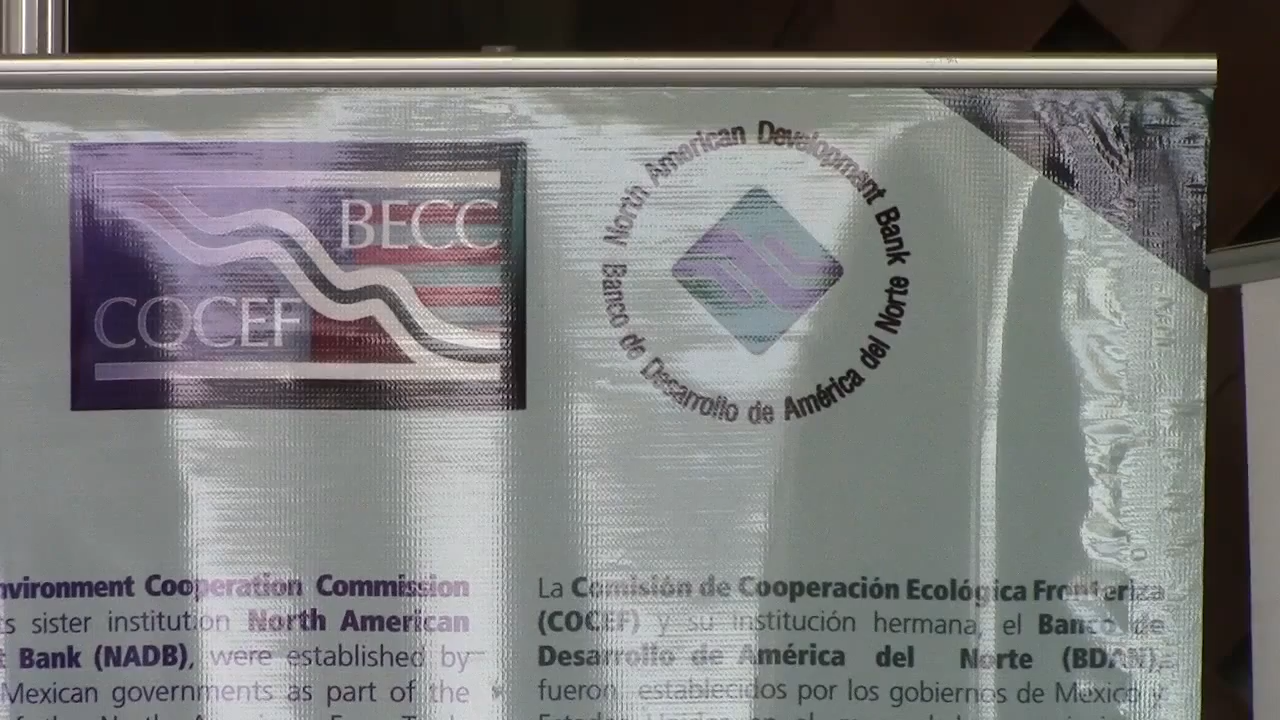 BECC
COCEF
North American Development Bank
Banco de Desarrollo de América del Norte
nvironment Cooperation Commission
s sister institution North American
t Bank (NADB), were established by
Mexican governments as part of the
La Comisión de Cooperación Ecológica Fronteriza
(COCEF) y su institución hermana, el Banco de
Desarrollo de América del Norte (BDAN),
fueron establecidos por los gobiernos de México y